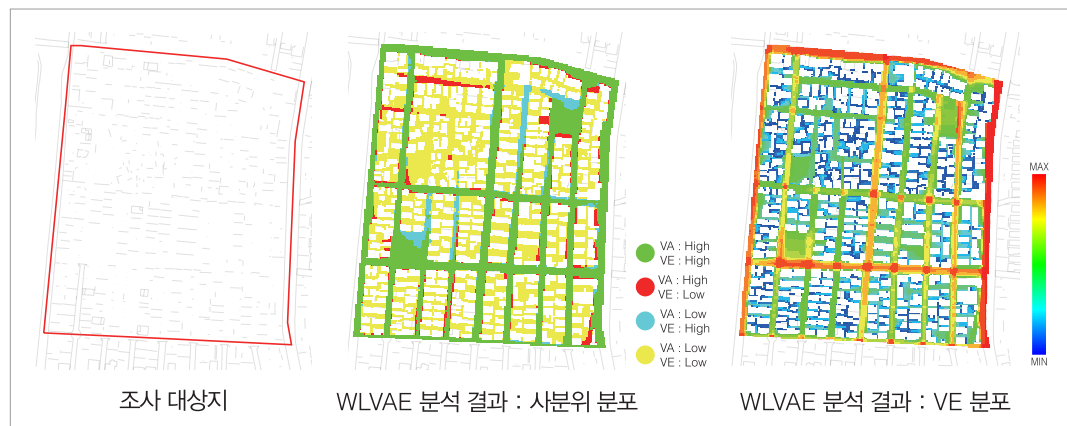 VA : High
VE : High
VA : High
VE : Low
VA : Low
VE : High
VA : Low
VE : Low
MAX
MIN
조사 대상지
WLVAE 분석 결과 : 사분위 분포
WLVAE 분석 결과 : VE 분포